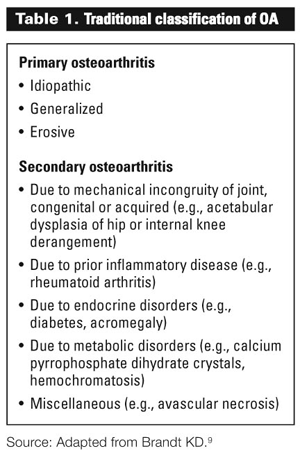 Table 1. Traditional classification of OA
Primary osteoarthritis
• Idiopathic
• Generalized
• Erosive
Secondary osteoarthritis
• Due to mechanical incongruity of joint,
congenital or acquired (e.g., acetabular
dysplasia of hip or internal knee
derangement)
• Due to prior inflammatory disease (e.g.,
rheumatoid arthritis)
• Due to endocrine disorders (e.g.,
diabetes, acromegaly)
• Due to metabolic disorders (e.g., calcium
pyrrophosphate dihydrate crystals,
hemochromatosis)
• Miscellaneous (e.g., avascular necrosis)
Source: Adapted from Brandt KD.⁹